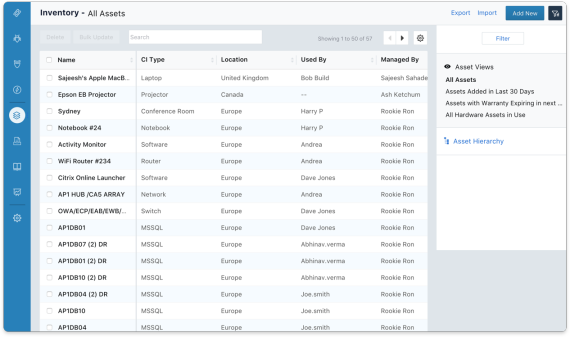 Inventory - All Assets
Export Import Add New
Delete Bulk Update Search Showing 1 to 50 of 57
Filter
Name CI Type Location Used By Managed By
Sajeesh's Apple MacB... Laptop United Kingdom Bob Build Sajeesh Sahade
Epson EB Projector Projector Canada -- Ash Ketchum
Sydney Conference Room Europe Harry P Rookie Ron
Notebook #24 Notebook Europe Harry P Rookie Ron
Activity Monitor Software Europe Andrea Rookie Ron
WiFi Router #234 Router Europe Andrea Rookie Ron
Citrix Online Launcher Software Europe Dave Jones Rookie Ron
AP1 HUB /CA5 ARRAY Network Europe Andrea Rookie Ron
OWA/ECP/EAB/EWB/... Switch Europe Dave Jones Rookie Ron
AP1DB01 MSSQL Europe Dave Jones Rookie Ron
AP1DB07 (2) DR MSSQL Europe Abhinav.verma Rookie Ron
AP1DB01 (2) DR MSSQL Europe Abhinav.verma Rookie Ron
AP1DB10 (2) DR MSSQL Europe Abhinav.verma Rookie Ron
AP1DB04 (2) DR MSSQL Europe Joe.smith Rookie Ron
AP1DB10 MSSQL Europe Joe.smith Rookie Ron
AP1DB04 MSSQL Europe Joe.smith Rookie Ron
Asset Views
All Assets
Assets Added in Last 30 Days
Assets with Warranty Expiring in next ...
All Hardware Assets in Use
Asset Hierarchy